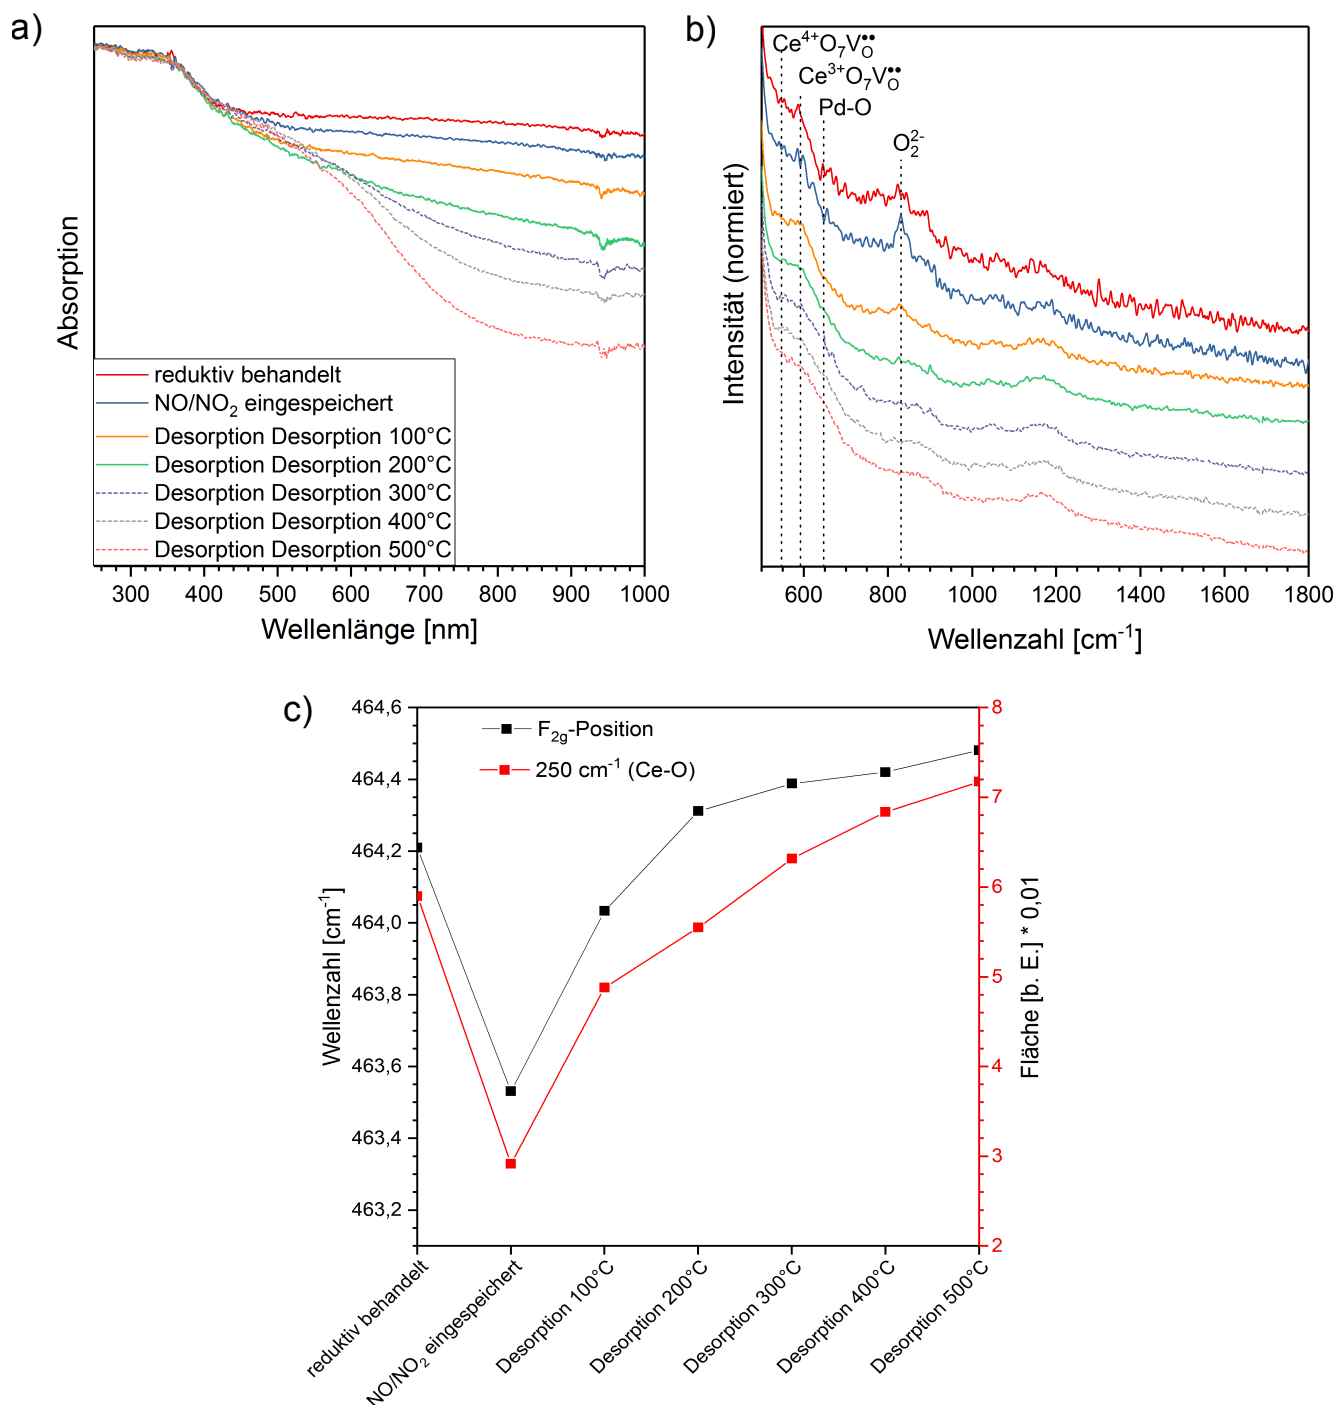 a)
Absorption
reduktiv behandelt
NO/NO₂ eingespeichert
Desorption Desorption 100°C
Desorption Desorption 200°C
Desorption Desorption 300°C
Desorption Desorption 400°C
Desorption Desorption 500°C
300 400 500 600 700 800 900 1000
Wellenlänge [nm]
b)
Intensität (normiert)
Ce⁴⁺O₇V_O^••
Ce³⁺O₇V_O^••
Pd-O
O₂²⁻
600 800 1000 1200 1400 1600 1800
Wellenzahl [cm⁻¹]
c)
Wellenzahl [cm⁻¹]
464,6
464,4
464,2
464,0
463,8
463,6
463,4
463,2
F₂g-Position
250 cm⁻¹ (Ce-O)
8
7
6
5
4
3
2
Fläche [b. E.] * 0,01
reduktiv behandelt
NO/NO₂ eingespeichert
Desorption 100°C
Desorption 200°C
Desorption 300°C
Desorption 400°C
Desorption 500°C